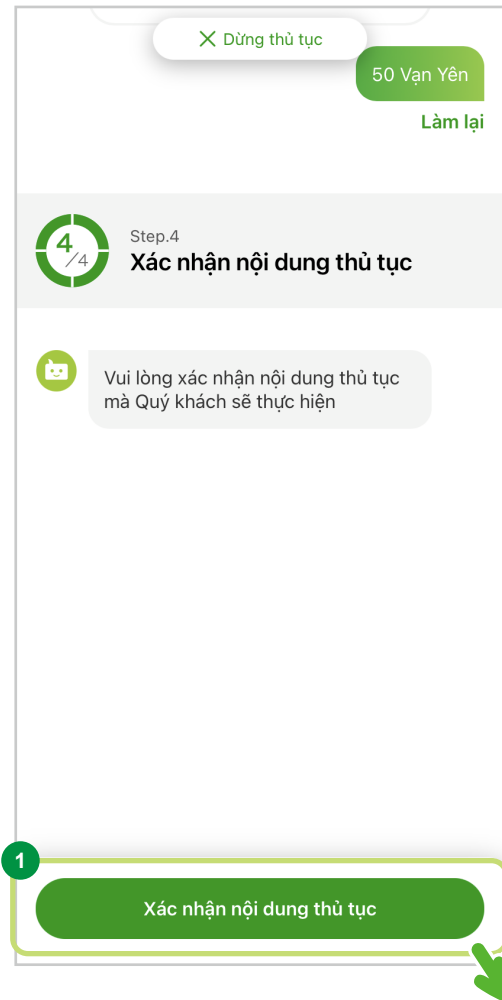 Dừng thủ tục
50 Vạn Yên
Làm lại
4/4
Step.4
Xác nhận nội dung thủ tục
Vui lòng xác nhận nội dung thủ tục
mà Quý khách sẽ thực hiện
1
Xác nhận nội dung thủ tục